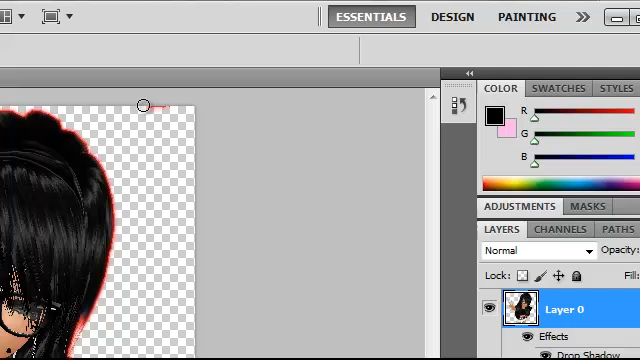 ESSENTIALS DESIGN PAINTING
COLOR SWATCHES STYLES
R
G
B
ADJUSTMENTS MASKS
LAYERS CHANNELS PATHS
Normal Opacity:
Lock: Fill:
Layer 0
Effects
Drop Shadow